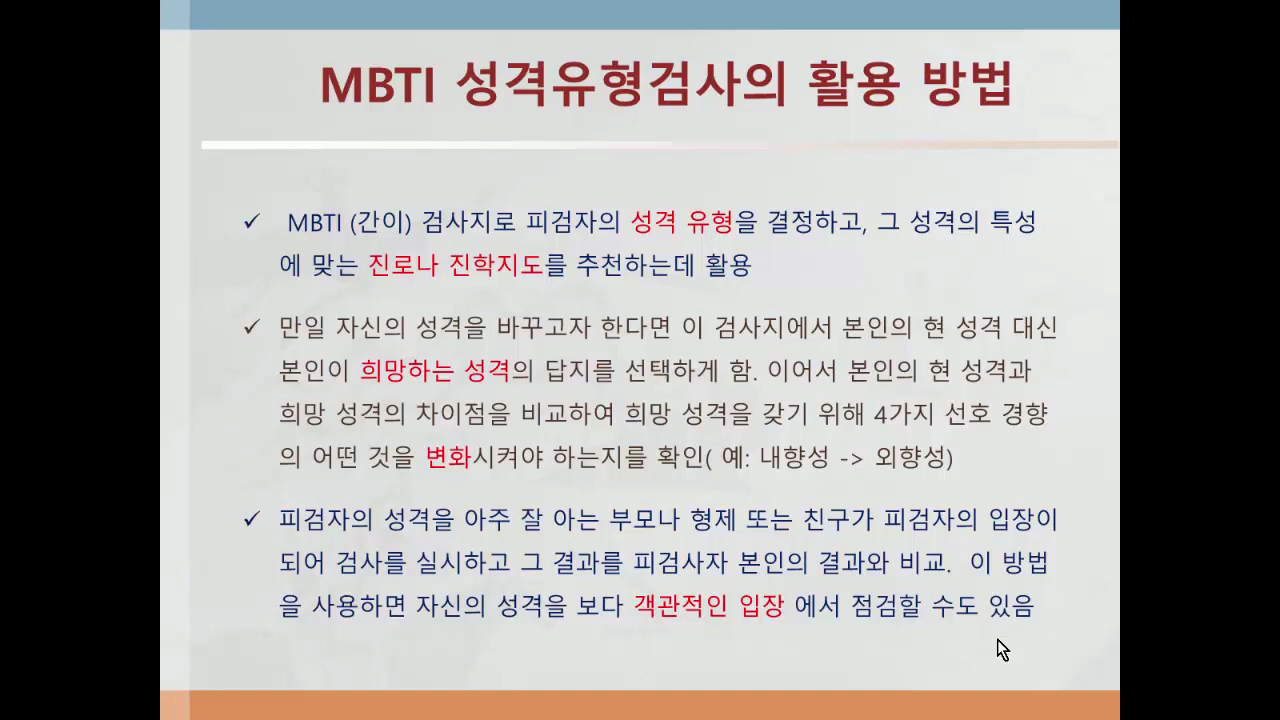 MBTI 성격유형검사의 활용 방법
✓ MBTI (간이) 검사지로 피검자의 성격 유형을 결정하고, 그 성격의 특성
에 맞는 진로나 진학지도를 추천하는데 활용
✓ 만일 자신의 성격을 바꾸고자 한다면 이 검사지에서 본인의 현 성격 대신
본인이 희망하는 성격의 답지를 선택하게 함. 이어서 본인의 현 성격과
희망 성격의 차이점을 비교하여 희망 성격을 갖기 위해 4가지 선호 경향
의 어떤 것을 변화시켜야 하는지를 확인( 예: 내향성 -> 외향성)
✓ 피검자의 성격을 아주 잘 아는 부모나 형제 또는 친구가 피검자의 입장이
되어 검사를 실시하고 그 결과를 피검사자 본인의 결과와 비교. 이 방법
을 사용하면 자신의 성격을 보다 객관적인 입장 에서 점검할 수도 있음